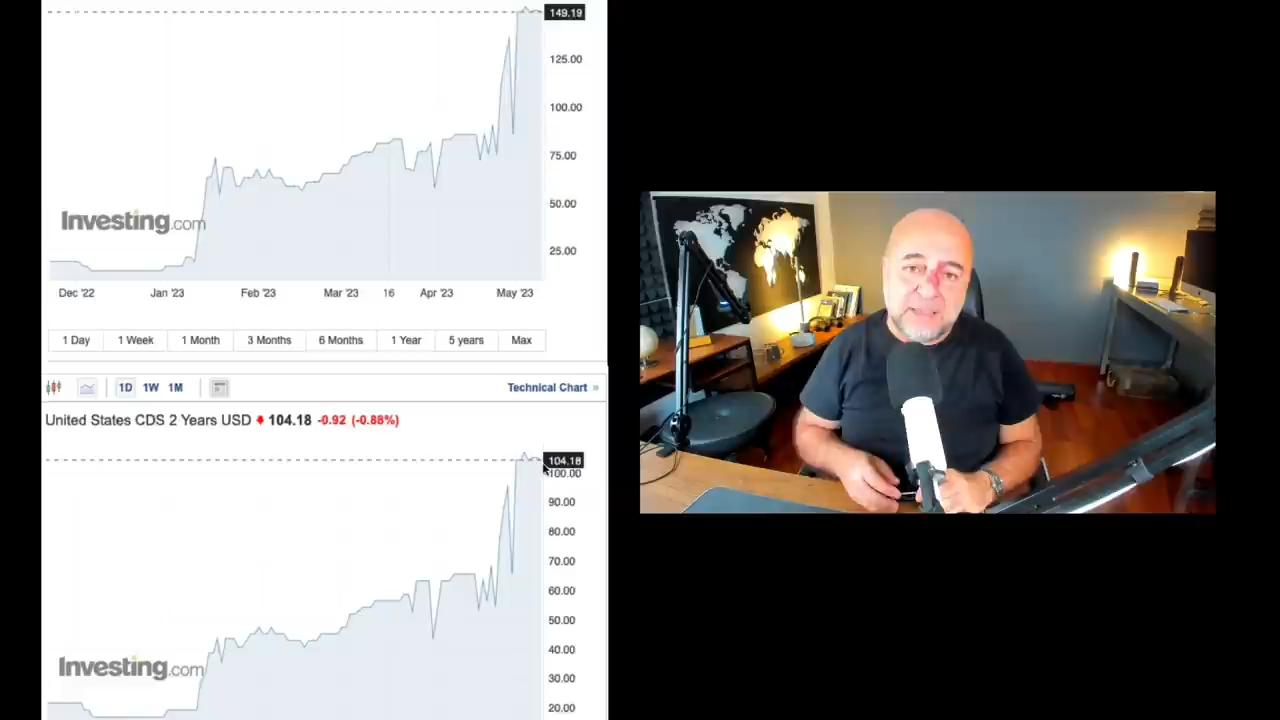 149.19
125.00
100.00
75.00
50.00
25.00
Investing.com
Dec '22 Jan '23 Feb '23 Mar '23 16 Apr '23 May '23
1 Day 1 Week 1 Month 3 Months 6 Months 1 Year 5 years Max
1D 1W 1M Technical Chart »
United States CDS 2 Years USD 104.18 -0.92 (-0.88%)
104.18
100.00
90.00
80.00
70.00
60.00
50.00
40.00
Investing.com
30.00
20.00